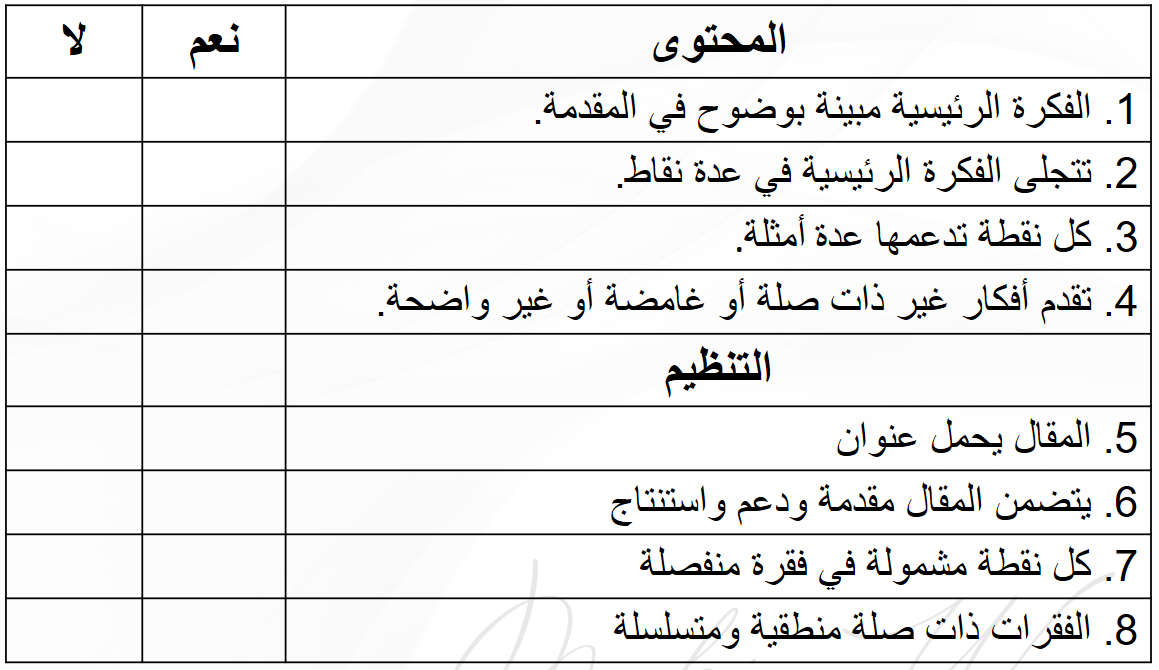 المحتوى نعم لا
1. الفكرة الرئيسية مبينة بوضوح في المقدمة.
2. تتجلى الفكرة الرئيسية في عدة نقاط.
3. كل نقطة تدعمها عدة أمثلة.
4. تقدم أفكار غير ذات صلة أو غامضة أو غير واضحة.
التنظيم
5. المقال يحمل عنوان
6. يتضمن المقال مقدمة ودعم واستنتاج
7. كل نقطة مشمولة في فقرة منفصلة
8. الفقرات ذات صلة منطقية ومتسلسلة